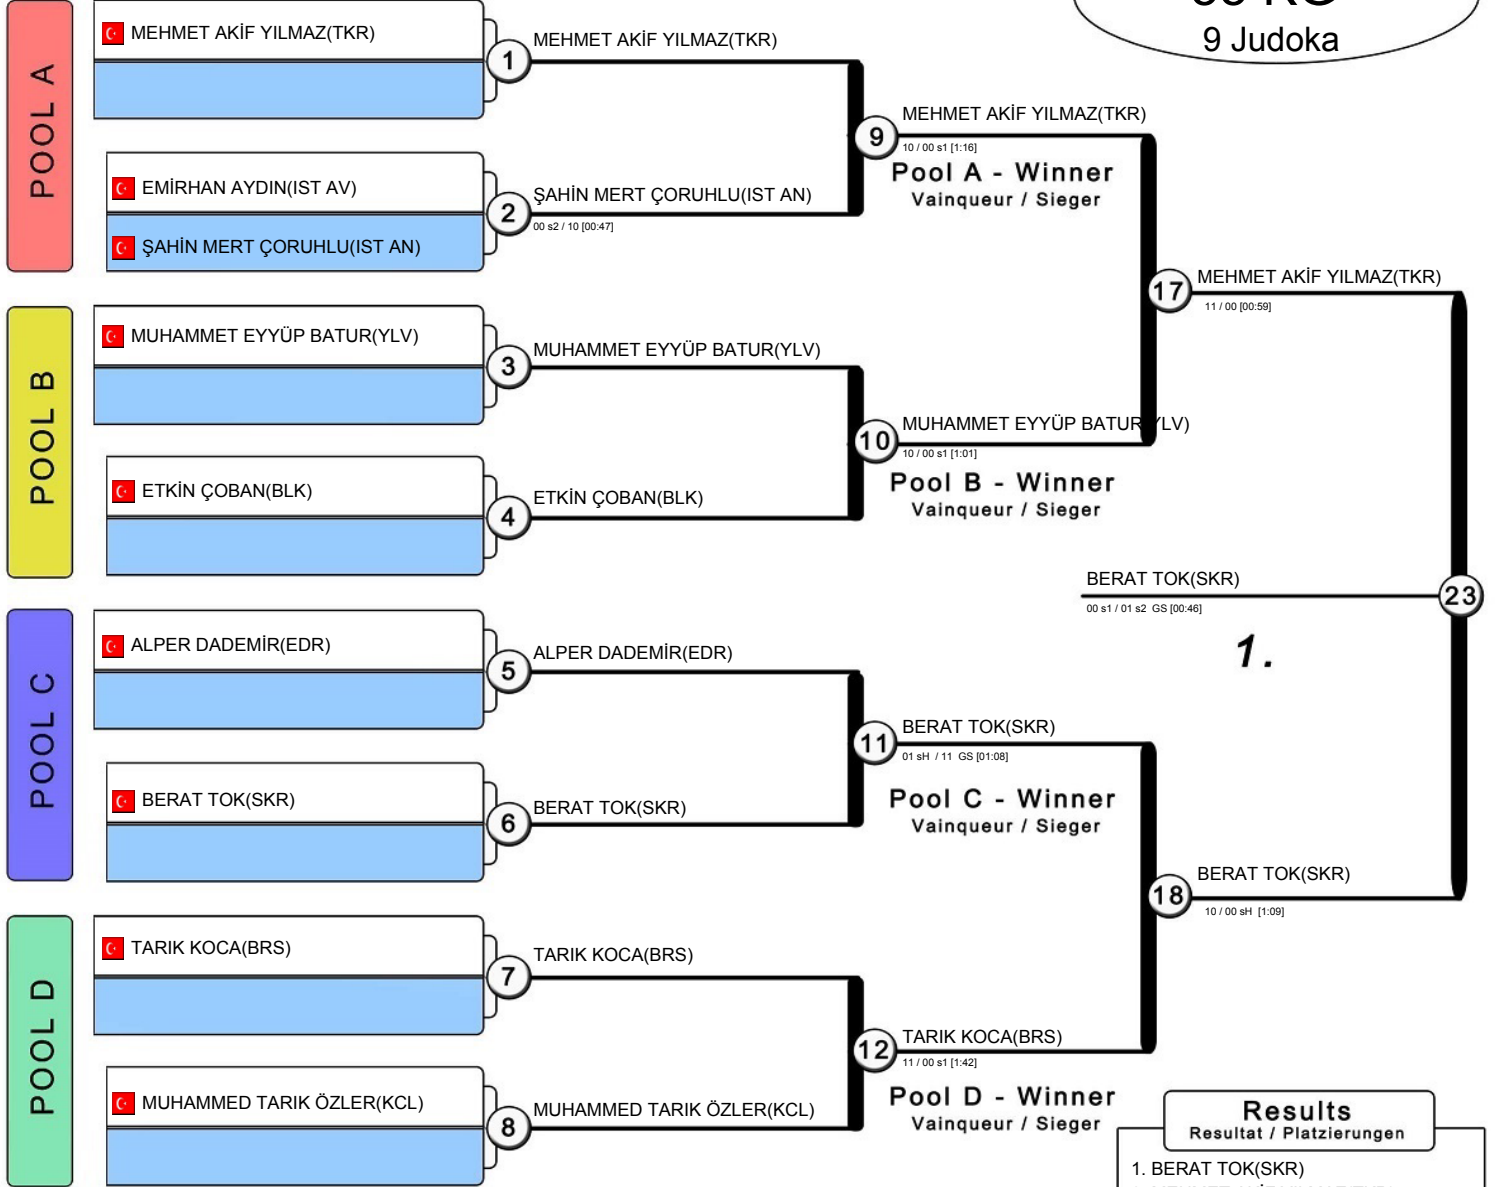 9 Judoka
POOL A
MEHMET AKİF YILMAZ(TKR)
1
MEHMET AKİF YILMAZ(TKR)
EMİRHAN AYDIN(IST AV)
ŞAHİN MERT ÇORUHLU(IST AN)
2
ŞAHİN MERT ÇORUHLU(IST AN)
00 s2 / 10 [00:47]
9
MEHMET AKİF YILMAZ(TKR)
10 / 00 s1 [1:16]
Pool A - Winner
Vainqueur / Sieger
POOL B
MUHAMMET EYYÜP BATUR(YLV)
3
MUHAMMET EYYÜP BATUR(YLV)
ETKİN ÇOBAN(BLK)
4
ETKİN ÇOBAN(BLK)
10
MUHAMMET EYYÜP BATUR(YLV)
10 / 00 s1 [1:01]
Pool B - Winner
Vainqueur / Sieger
17
MEHMET AKİF YILMAZ(TKR)
11 / 00 [00:59]
BERAT TOK(SKR)
00 s1 / 01 s2 GS [00:46]
23
1.
POOL C
ALPER DADEMİR(EDR)
5
ALPER DADEMİR(EDR)
BERAT TOK(SKR)
6
BERAT TOK(SKR)
11
BERAT TOK(SKR)
01 sH / 11 GS [01:08]
Pool C - Winner
Vainqueur / Sieger
18
BERAT TOK(SKR)
10 / 00 sH [1:09]
POOL D
TARIK KOCA(BRS)
7
TARIK KOCA(BRS)
MUHAMMED TARIK ÖZLER(KCL)
8
MUHAMMED TARIK ÖZLER(KCL)
12
TARIK KOCA(BRS)
11 / 00 s1 [1:42]
Pool D - Winner
Vainqueur / Sieger
Results
Resultat / Platzierungen
1. BERAT TOK(SKR)